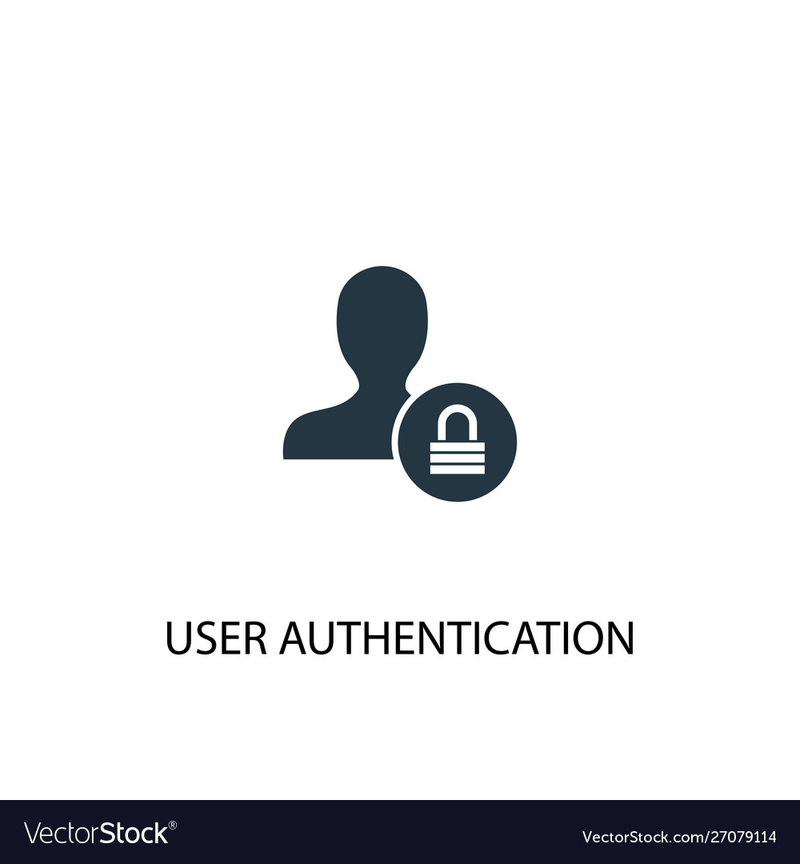 USER AUTHENTICATION
VectorStock® VectorStock.com/27079114